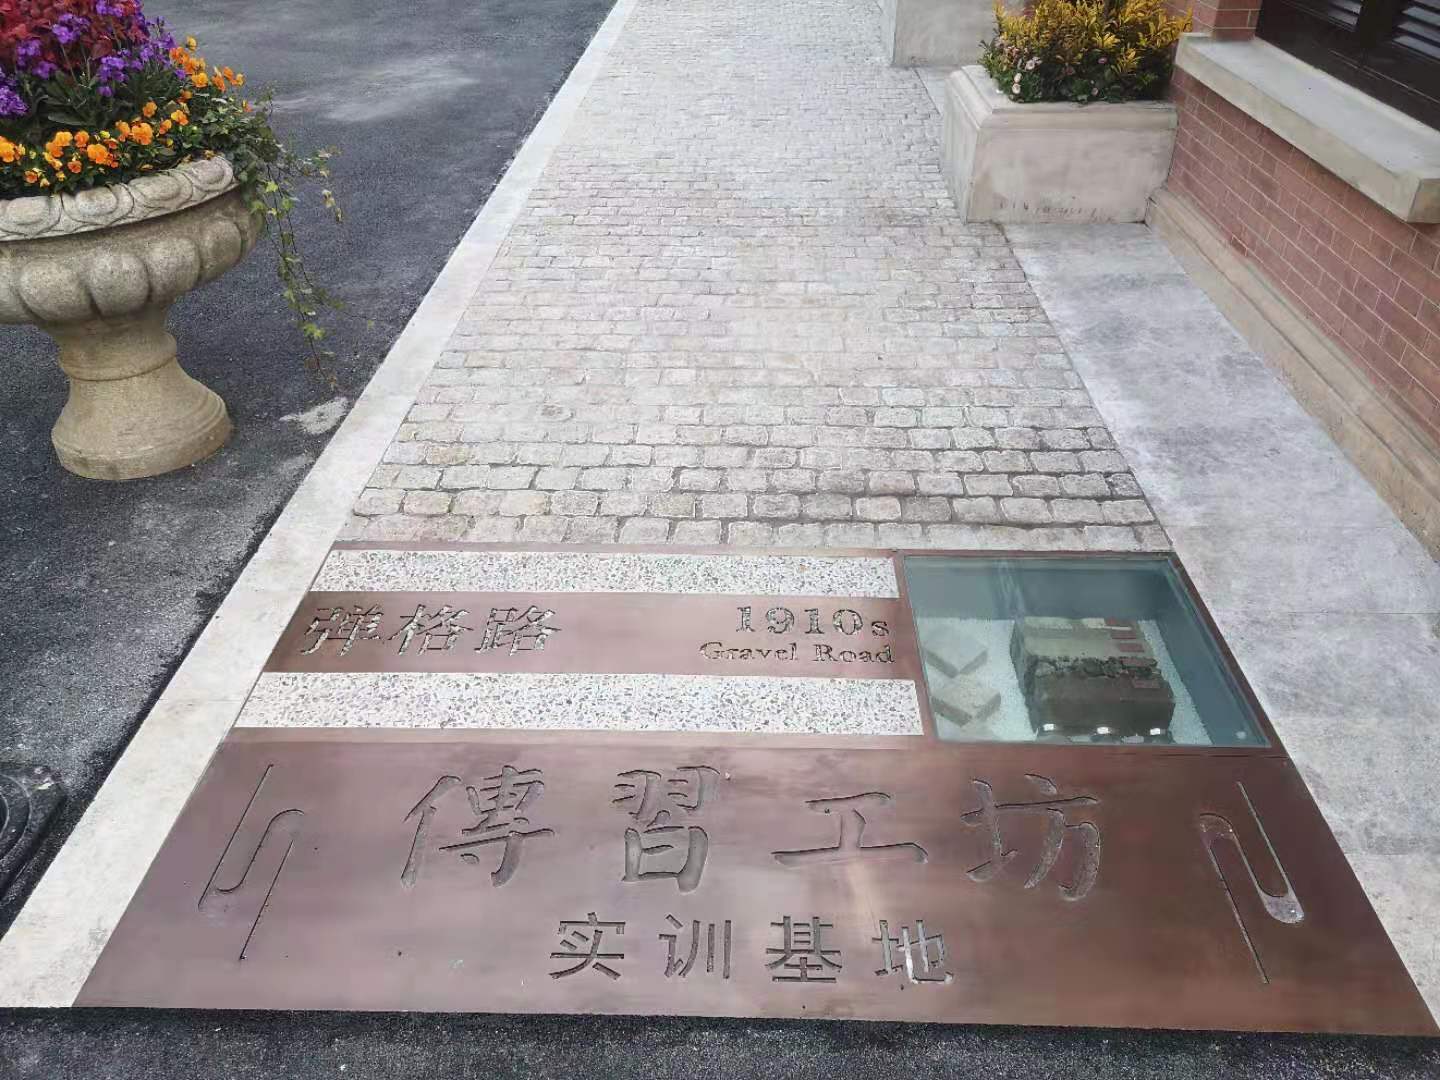 弹格路
1910s
Gravel Road
傳習工坊
实训基地